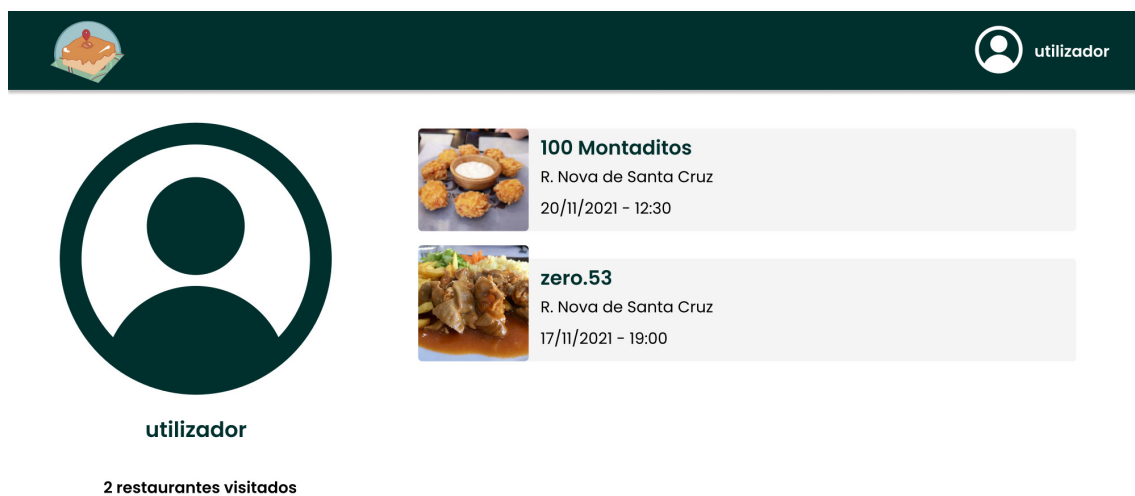 utilizador
100 Montaditos
R. Nova de Santa Cruz
20/11/2021 - 12:30
zero.53
R. Nova de Santa Cruz
17/11/2021 - 19:00
utilizador
2 restaurantes visitados